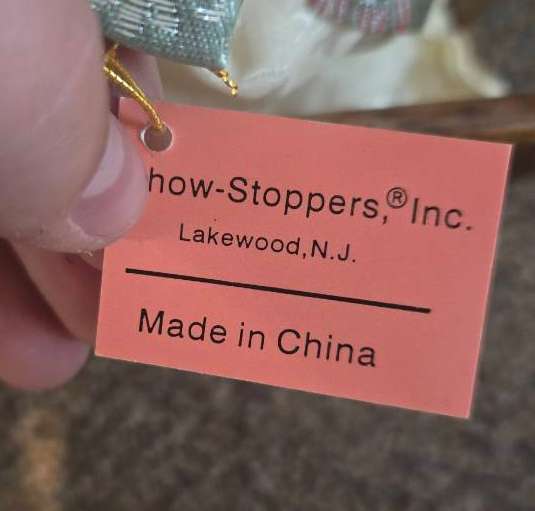 how-Stoppers,® Inc.
Lakewood, N.J.
Made in China